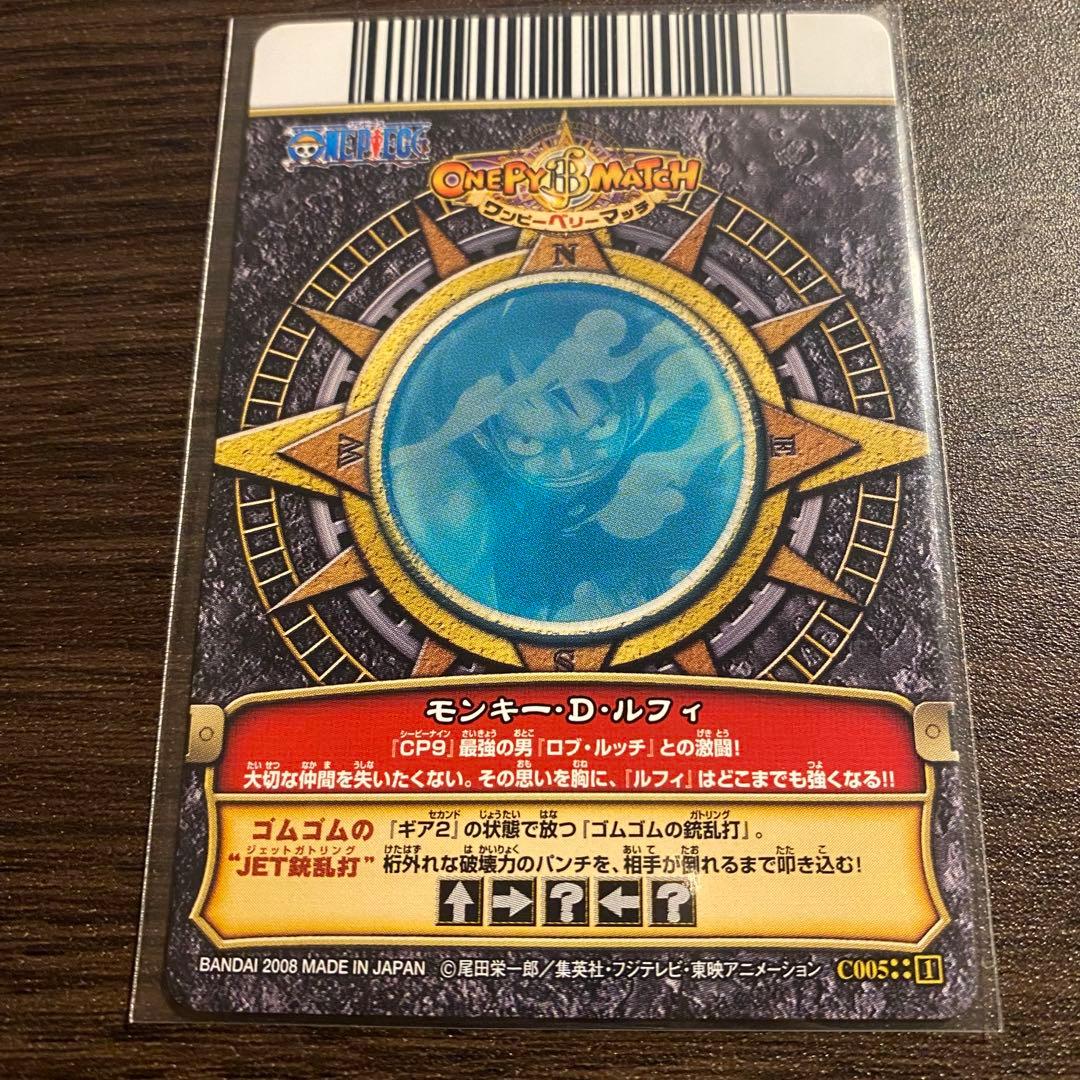 ONE PIECE
ONEPY MATCH
ワンピーベリーマッチ
N
W
E
S
モンキー・D・ルフィ
『CP9』最強の男『ロブ・ルッチ』との激闘!
大切な仲間を失いたくない。その思いを胸に、『ルフィ』はどこまでも強くなる!!
ゴムゴムの
“JET銃乱打”
『ギア2』の状態で放つ『ゴムゴムの銃乱打』。
桁外れな破壊力のパンチを、相手が倒れるまで叩き込む!
↑→?←?
BANDAI 2008 MADE IN JAPAN ©尾田栄一郎/集英社・フジテレビ・東映アニメーション C005 1